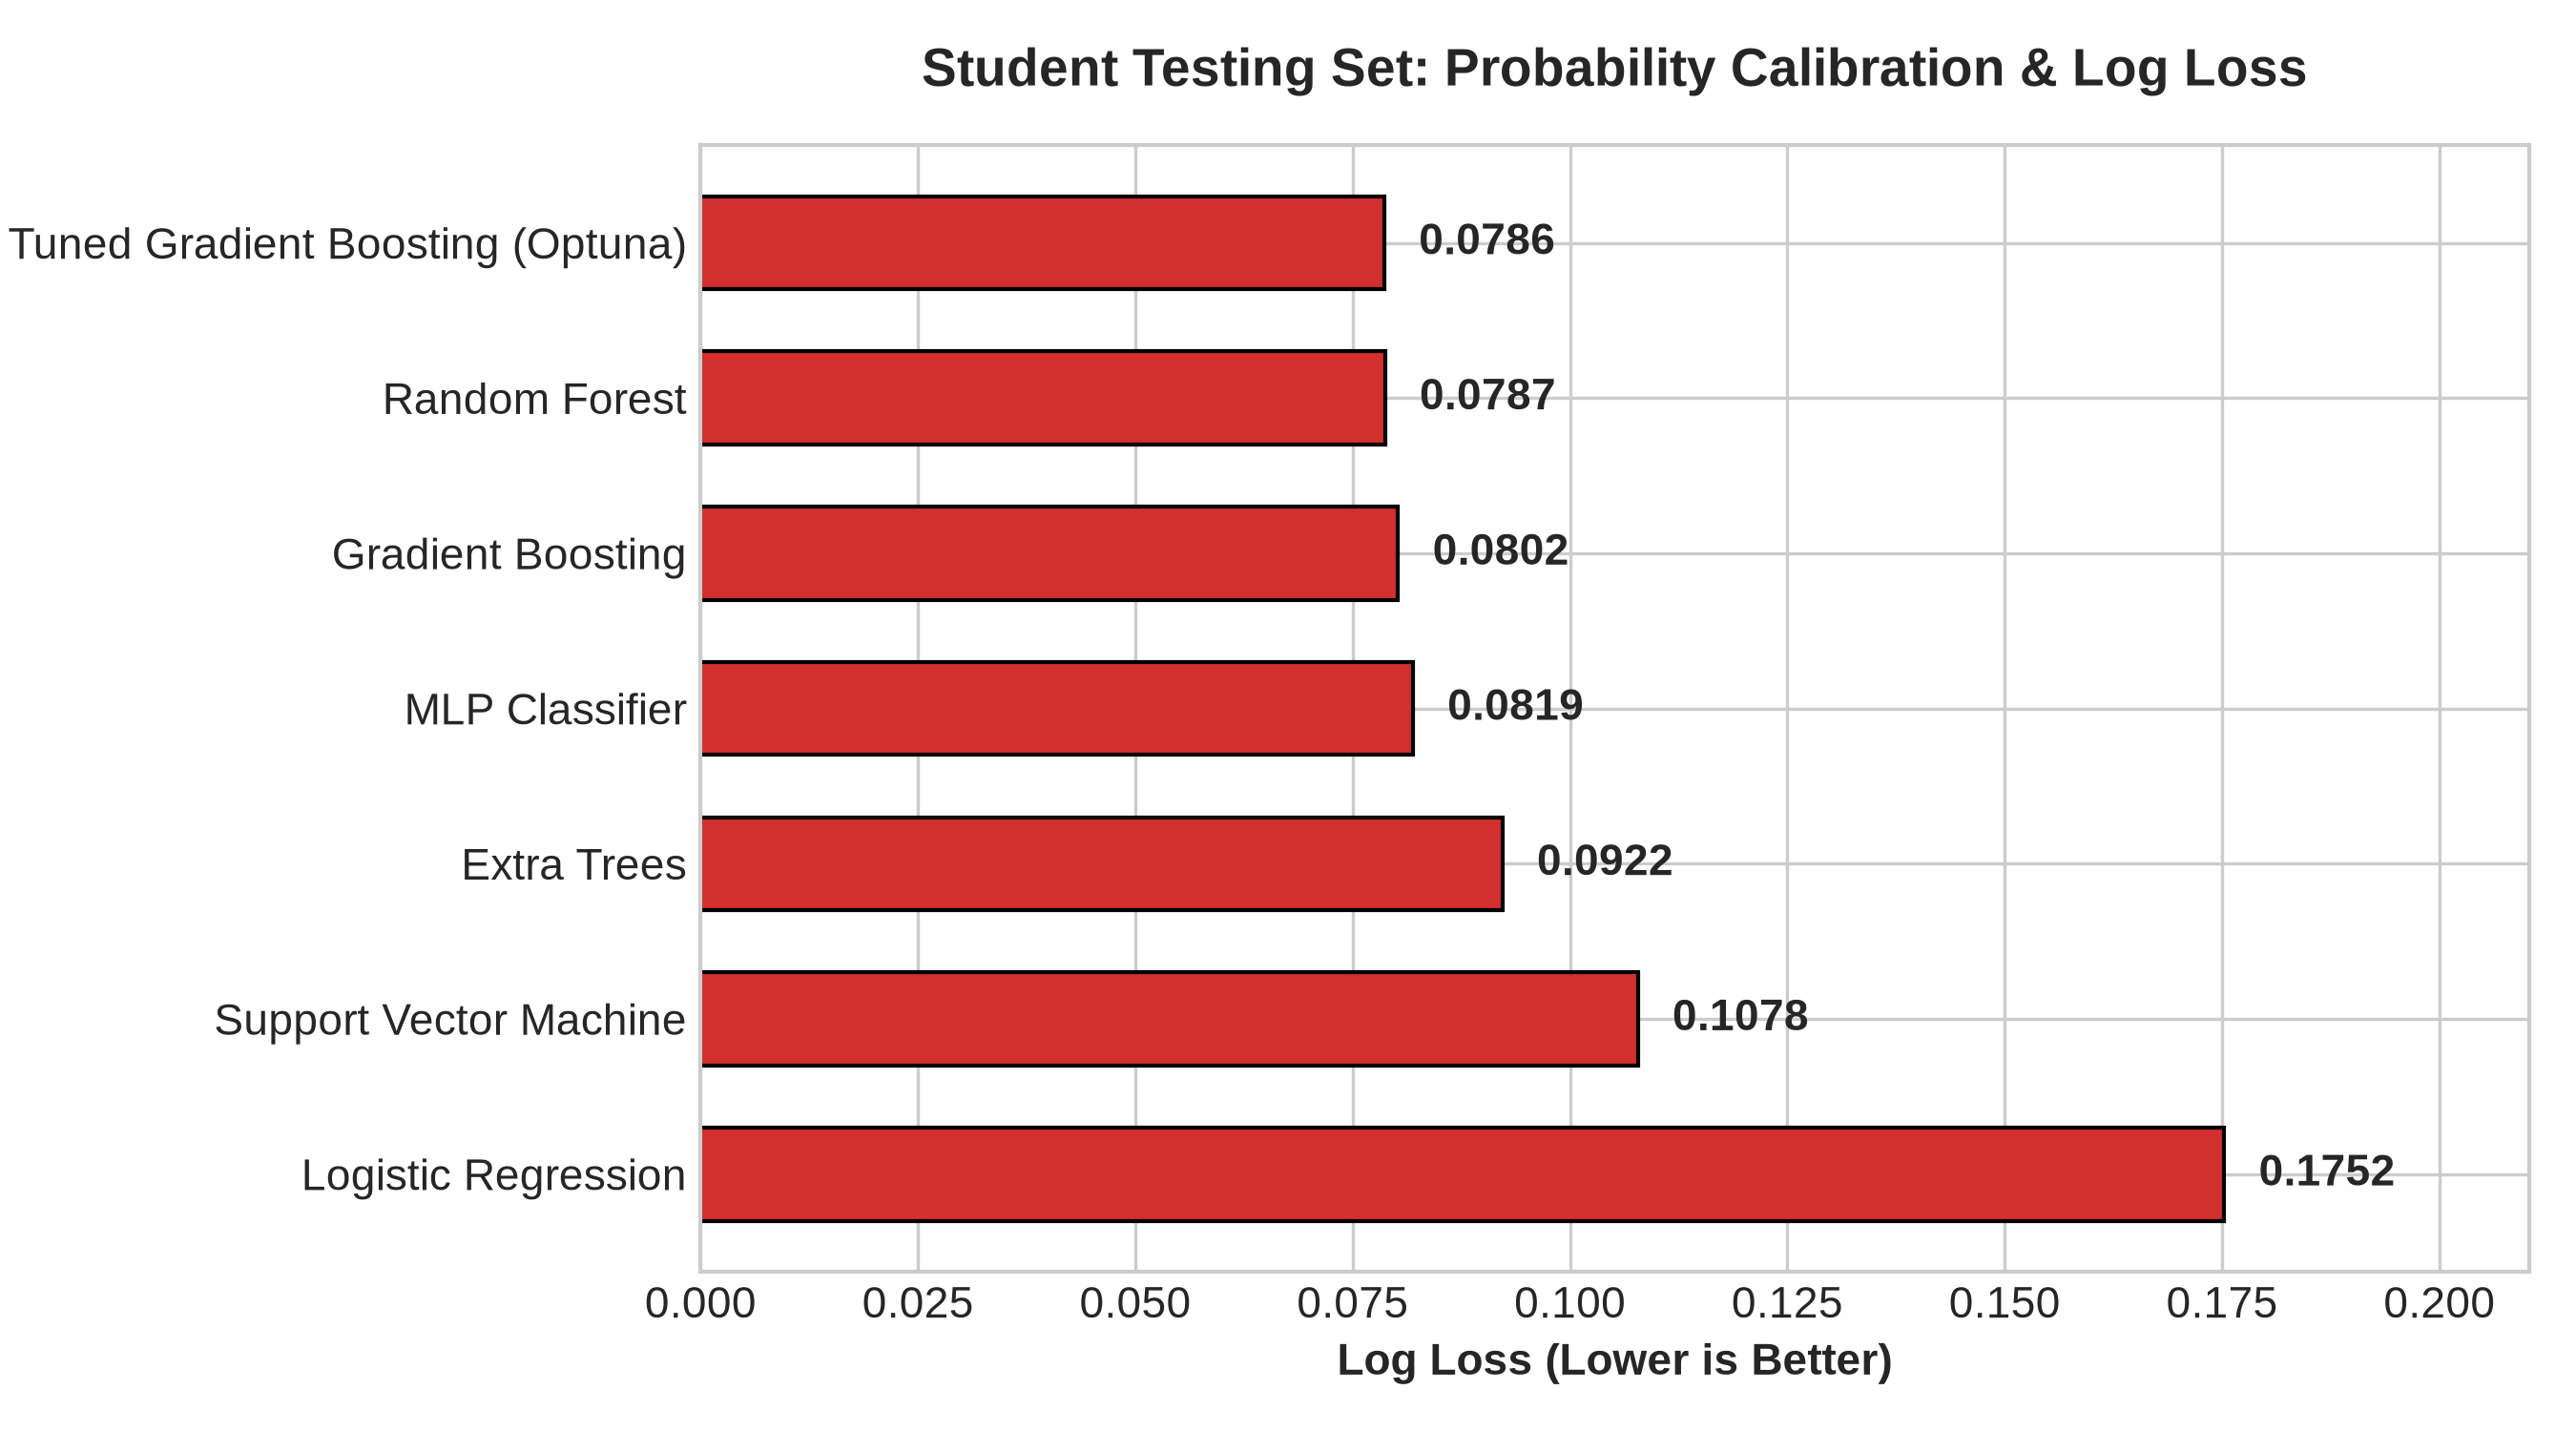 Student Testing Set: Probability Calibration & Log Loss
Tuned Gradient Boosting (Optuna) 0.0786
Random Forest 0.0787
Gradient Boosting 0.0802
MLP Classifier 0.0819
Extra Trees 0.0922
Support Vector Machine 0.1078
Logistic Regression 0.1752
0.000 0.025 0.050 0.075 0.100 0.125 0.150 0.175 0.200
Log Loss (Lower is Better)